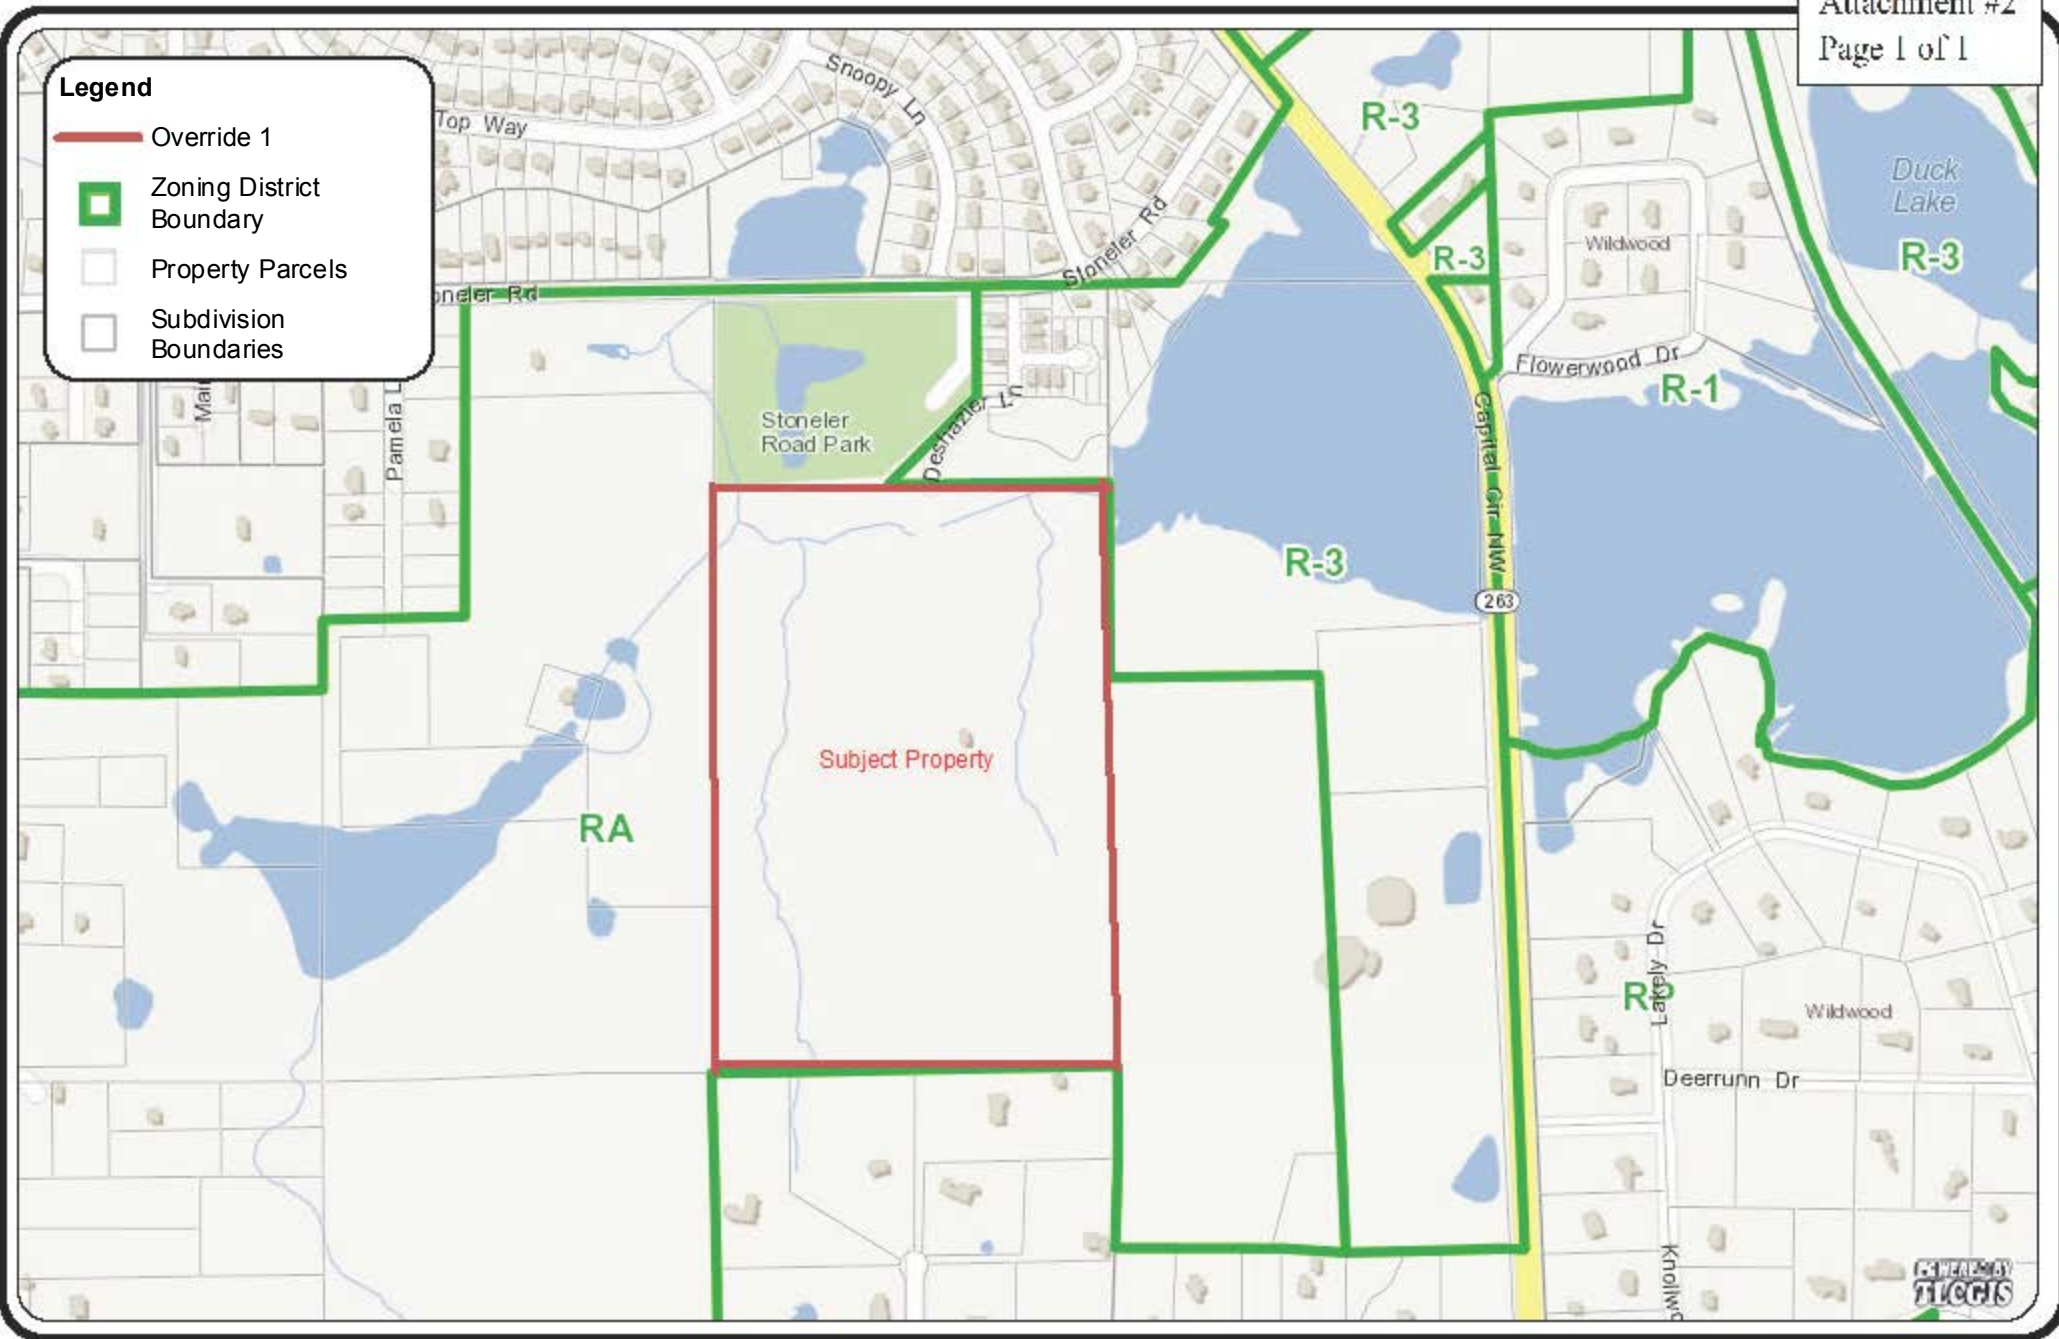 Attachment #2
Page 1 of 1
Legend
Override 1
Zoning District
Boundary
Property Parcels
Subdivision
Boundaries
Top Way
Snoopy Ln
R-3
Duck
Lake
R-3
Wildwood
R-3
Stoneler Rd
oneler Rd
Flowerwood Dr
R-1
Mar
Pamela L
Stoneler
Road Park
Deshazier Ln
Capital Cir NW
R-3
263
Subject Property
RA
Lakely Dr
RP
Wildwood
Deerrunn Dr
Knollwo
POWERED BY
TLCGIS